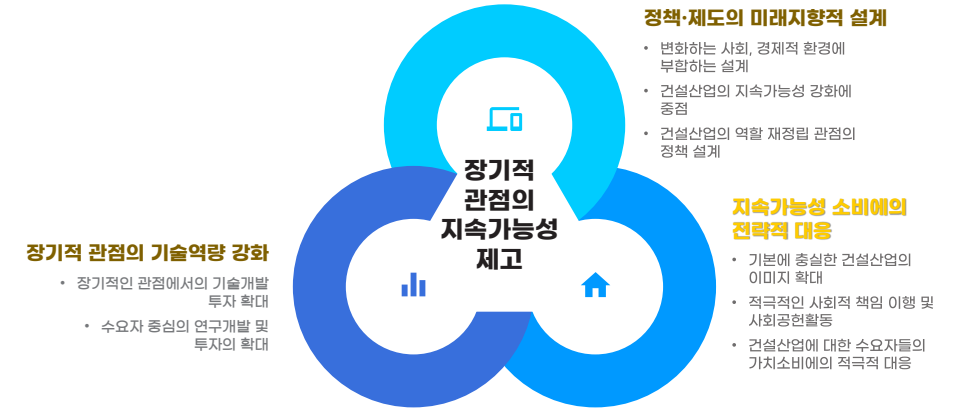 정책·제도의 미래지향적 설계
• 변화하는 사회, 경제적 환경에
부합하는 설계
• 건설산업의 지속가능성 강화에
중점
• 건설산업의 역할 재정립 관점의
정책 설계
장기적
관점의
지속가능성
제고
지속가능성 소비에의
전략적 대응
• 기본에 충실한 건설산업의
이미지 확대
• 적극적인 사회적 책임 이행 및
사회공헌활동
• 건설산업에 대한 수요자들의
가치소비에의 적극적 대응
장기적 관점의 기술역량 강화
• 장기적인 관점에서의 기술개발
투자 확대
• 수요자 중심의 연구개발 및
투자의 확대